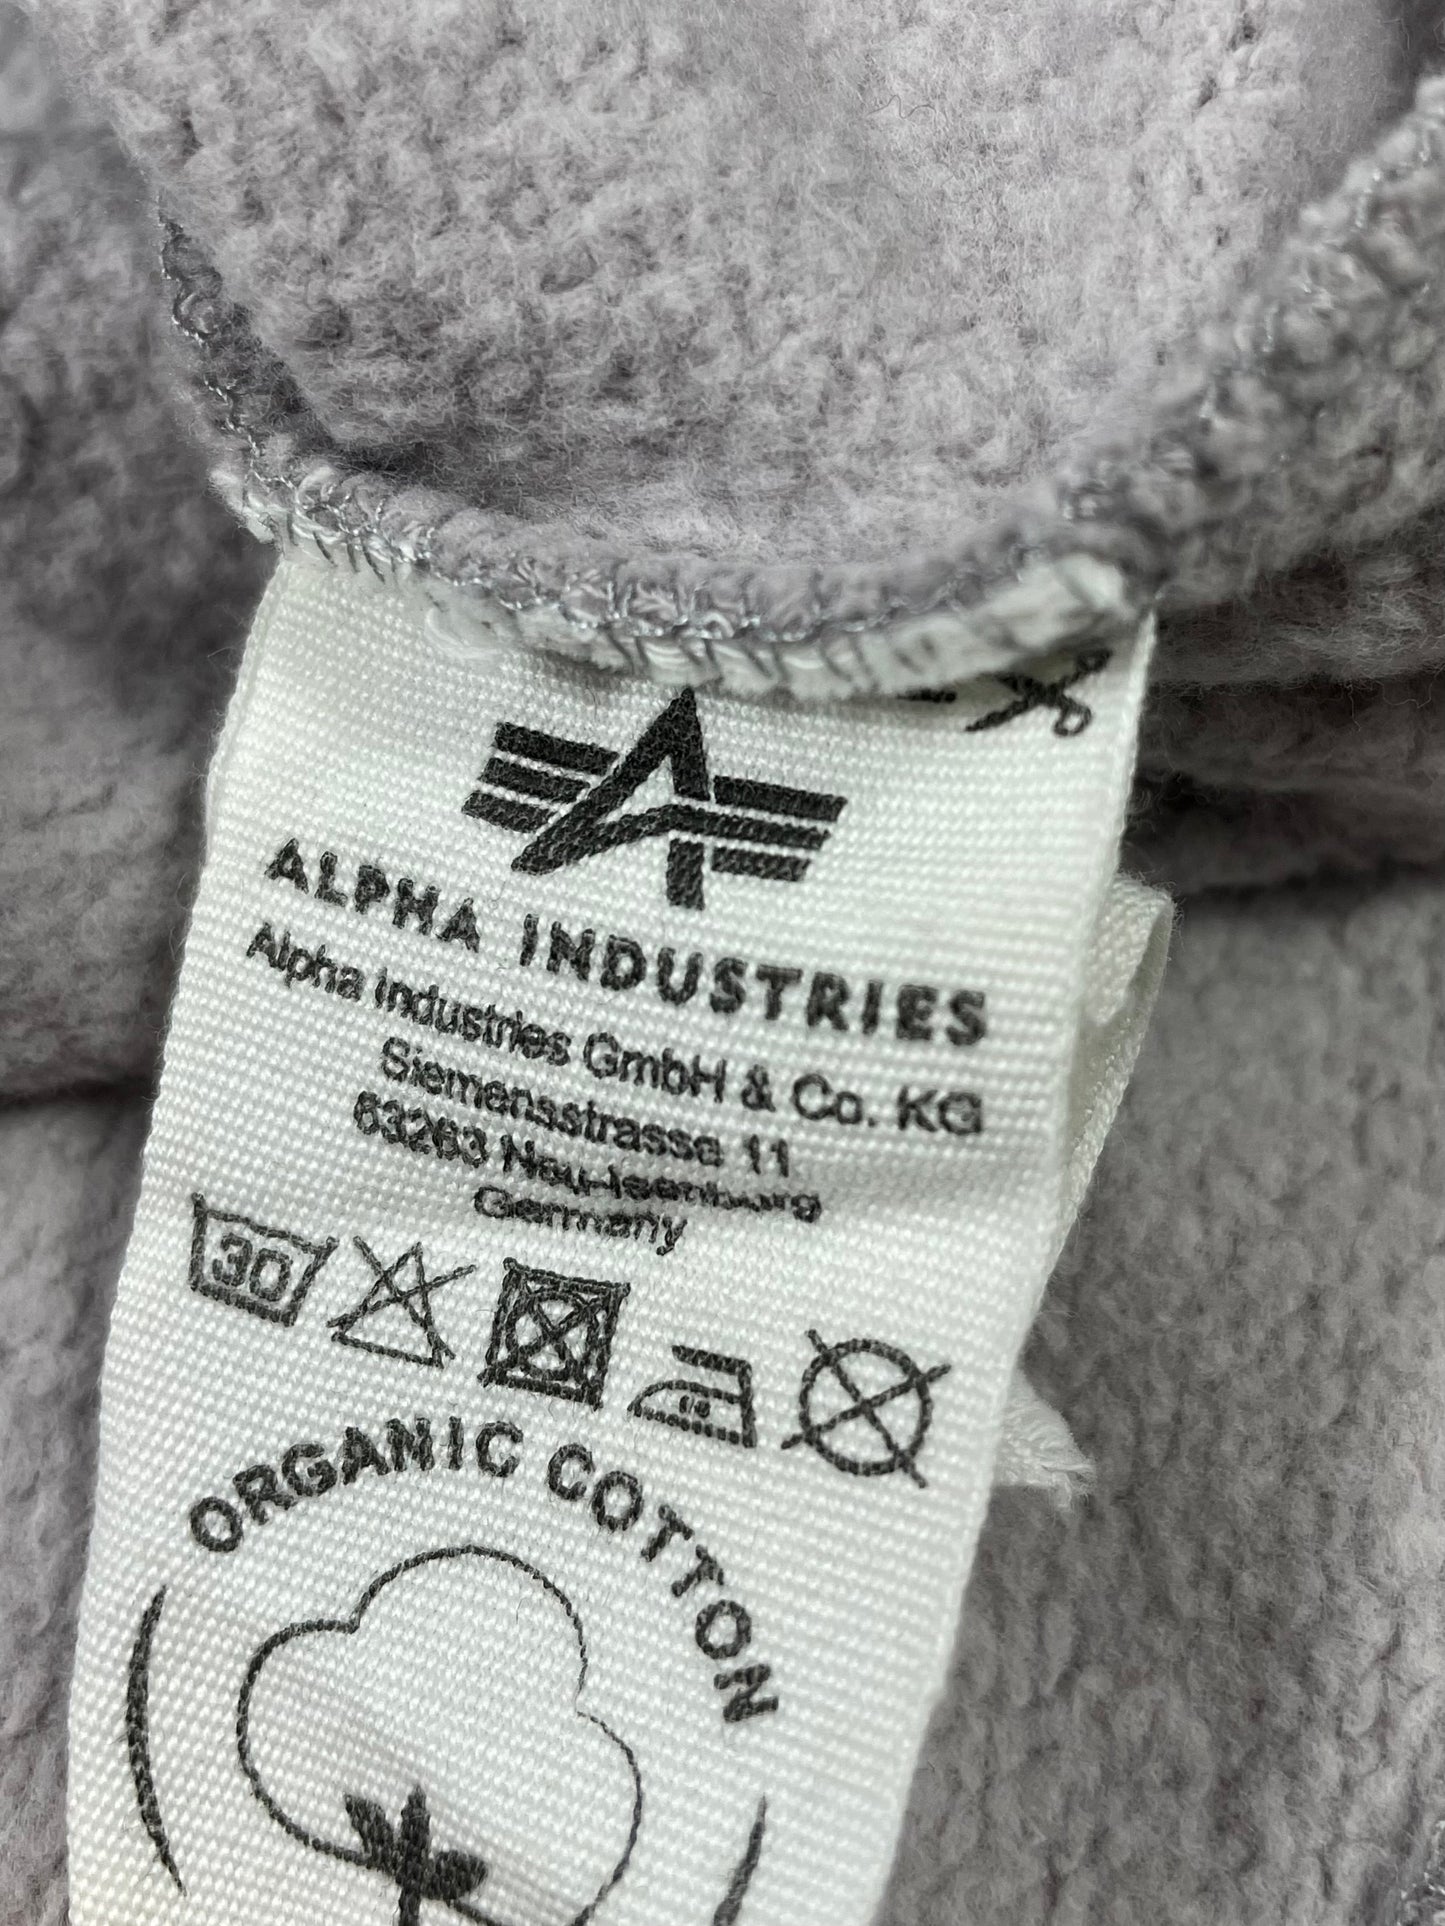 ALPHA INDUSTRIES
Alpha Industries GmbH & Co. KG
Siemensstrasse 11
63263 Neu-Isenburg
Germany
30
ORGANIC COTTON